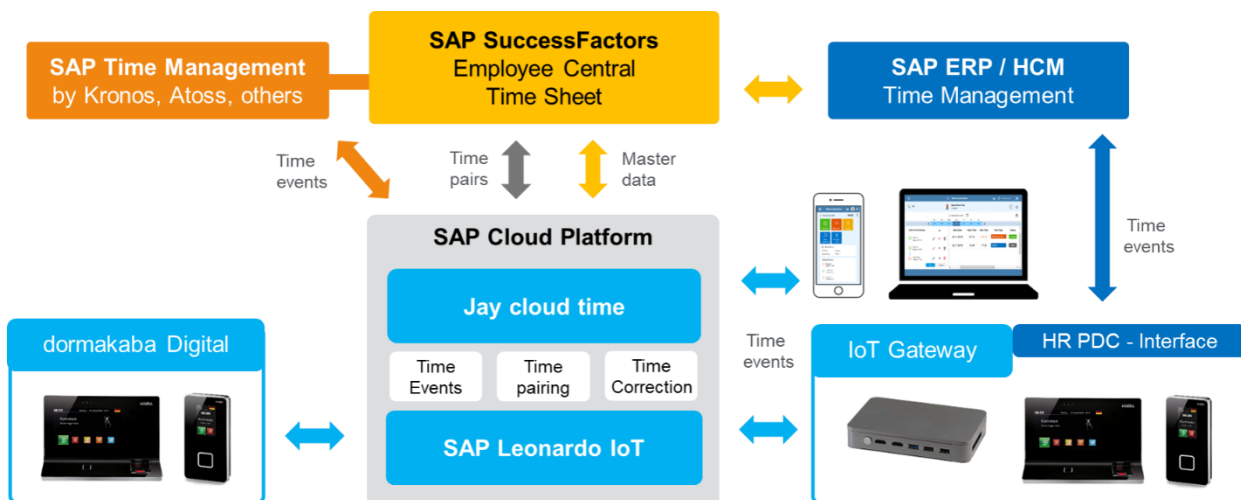 SAP SuccessFactors
Employee Central
Time Sheet
SAP Time Management
by Kronos, Atoss, others
SAP ERP / HCM
Time Management
Time
events
Time
pairs
Master
data
Time
events
SAP Cloud Platform
Jay cloud time
Time
Events
Time
pairing
Time
Correction
SAP Leonardo IoT
dormakaba Digital
Time
events
IoT Gateway
HR PDC - Interface